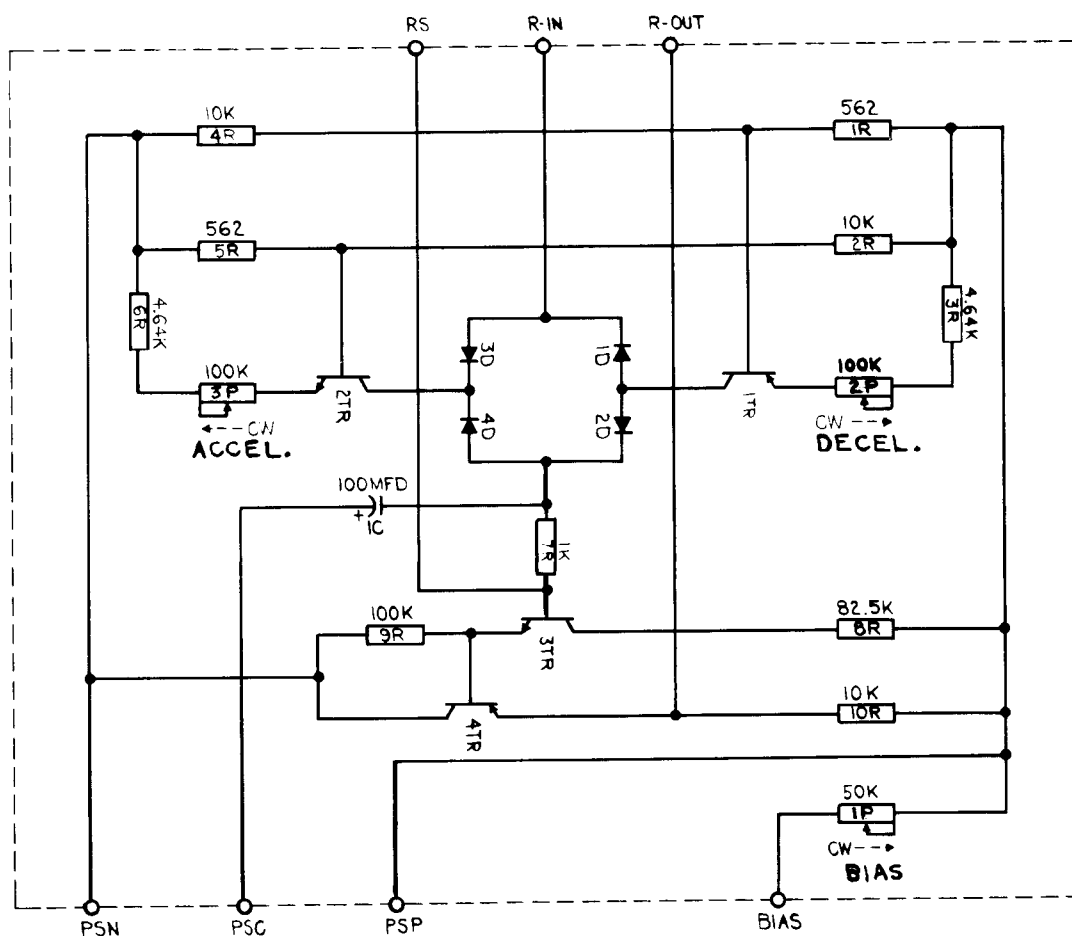 RS R-IN R-OUT
10K
4R
562
1R
562
5R
10K
2R
4.64K
6R
4.64K
3R
3D
1D
100K
3P
2TR
1TR
100K
2P
<--- CW
ACCEL.
4D
2D
CW --->
DECEL.
100MFD
+ 1C
1K
7R
100K
9R
3TR
82.5K
8R
4TR
10K
10R
50K
1P
CW --->
BIAS
PSN PSC PSP BIAS